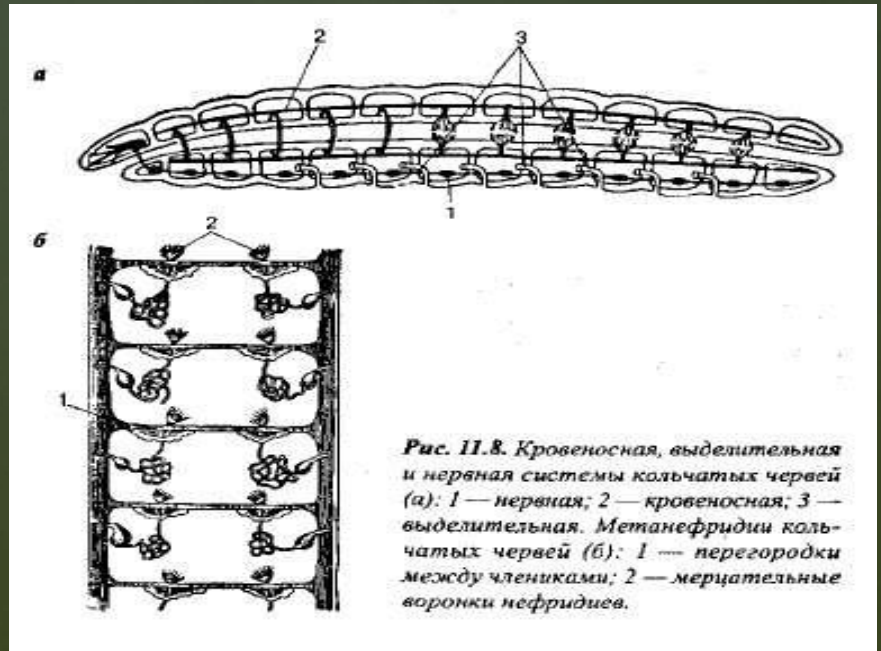 2
3
а
1
б
2
1
Рис. 11.8. Кровеносная, выделительная
и нервная системы кольчатых червей
(а): 1 — нервная; 2 — кровеносная; 3 —
выделительная. Метанефридии коль-
чатых червей (б): 1 — перегородки
между члениками; 2 — мерцательные
воронки нефридиев.